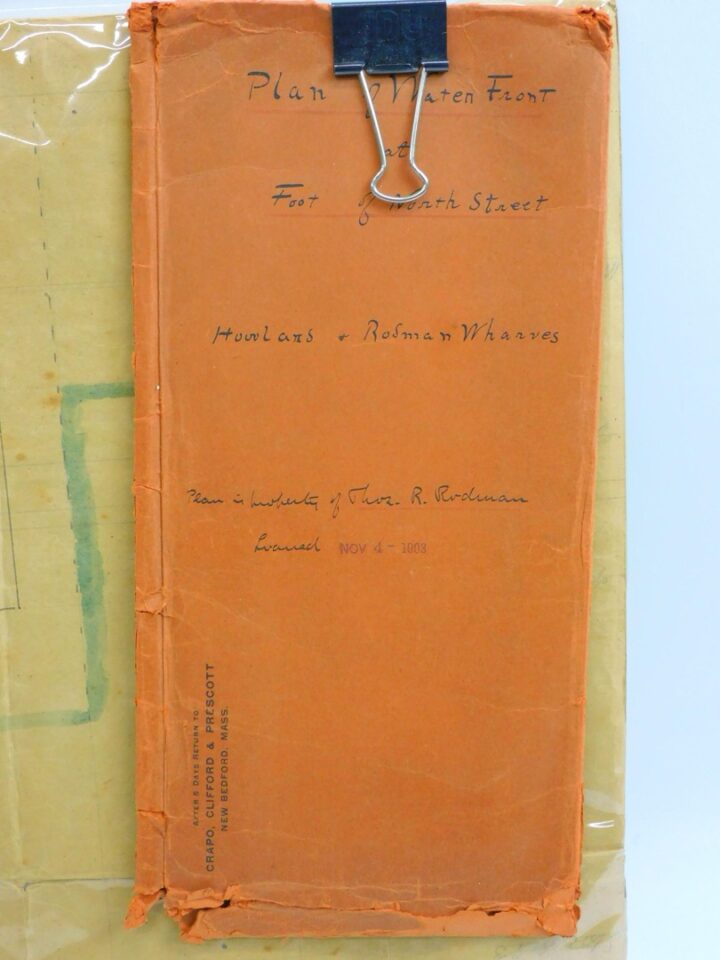 Plan of Water Front
at
Foot of North Street
Howland & Rodman Wharves
Plan is property of Thos. R. Rodman
Loaned NOV 4 - 1903
AFTER 5 DAYS RETURN TO
CRAPO, CLIFFORD & PRESCOTT
NEW BEDFORD, MASS.